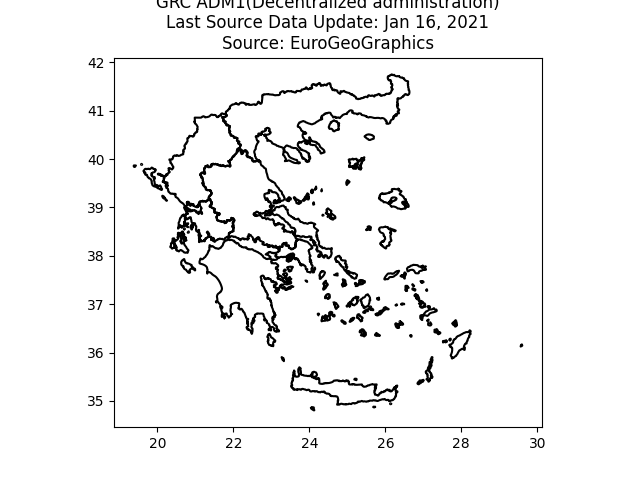 GRC ADM1(Decentralized administration)
Last Source Data Update: Jan 16, 2021
Source: EuroGeoGraphics
42
41
40
39
38
37
36
35
20 22 24 26 28 30